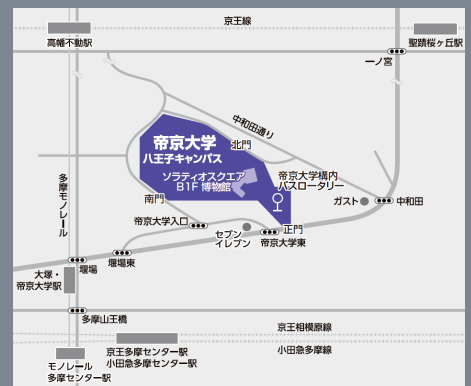 京王線
高幡不動駅
聖蹟桜ヶ丘駅
一ノ宮
中和田通り
帝京大学
八王子キャンパス
北門
ソラティオスクエア
B1F 博物館
帝京大学構内
バスロータリー
南門
多摩モノレール
ガスト
中和田
帝京大学入口
セブン
イレブン
正門
帝京大学東
堰場東
堰場
大塚・
帝京大学駅
多摩山王橋
京王相模原線
京王多摩センター駅
小田急多摩センター駅
小田急多摩線
モノレール
多摩センター駅